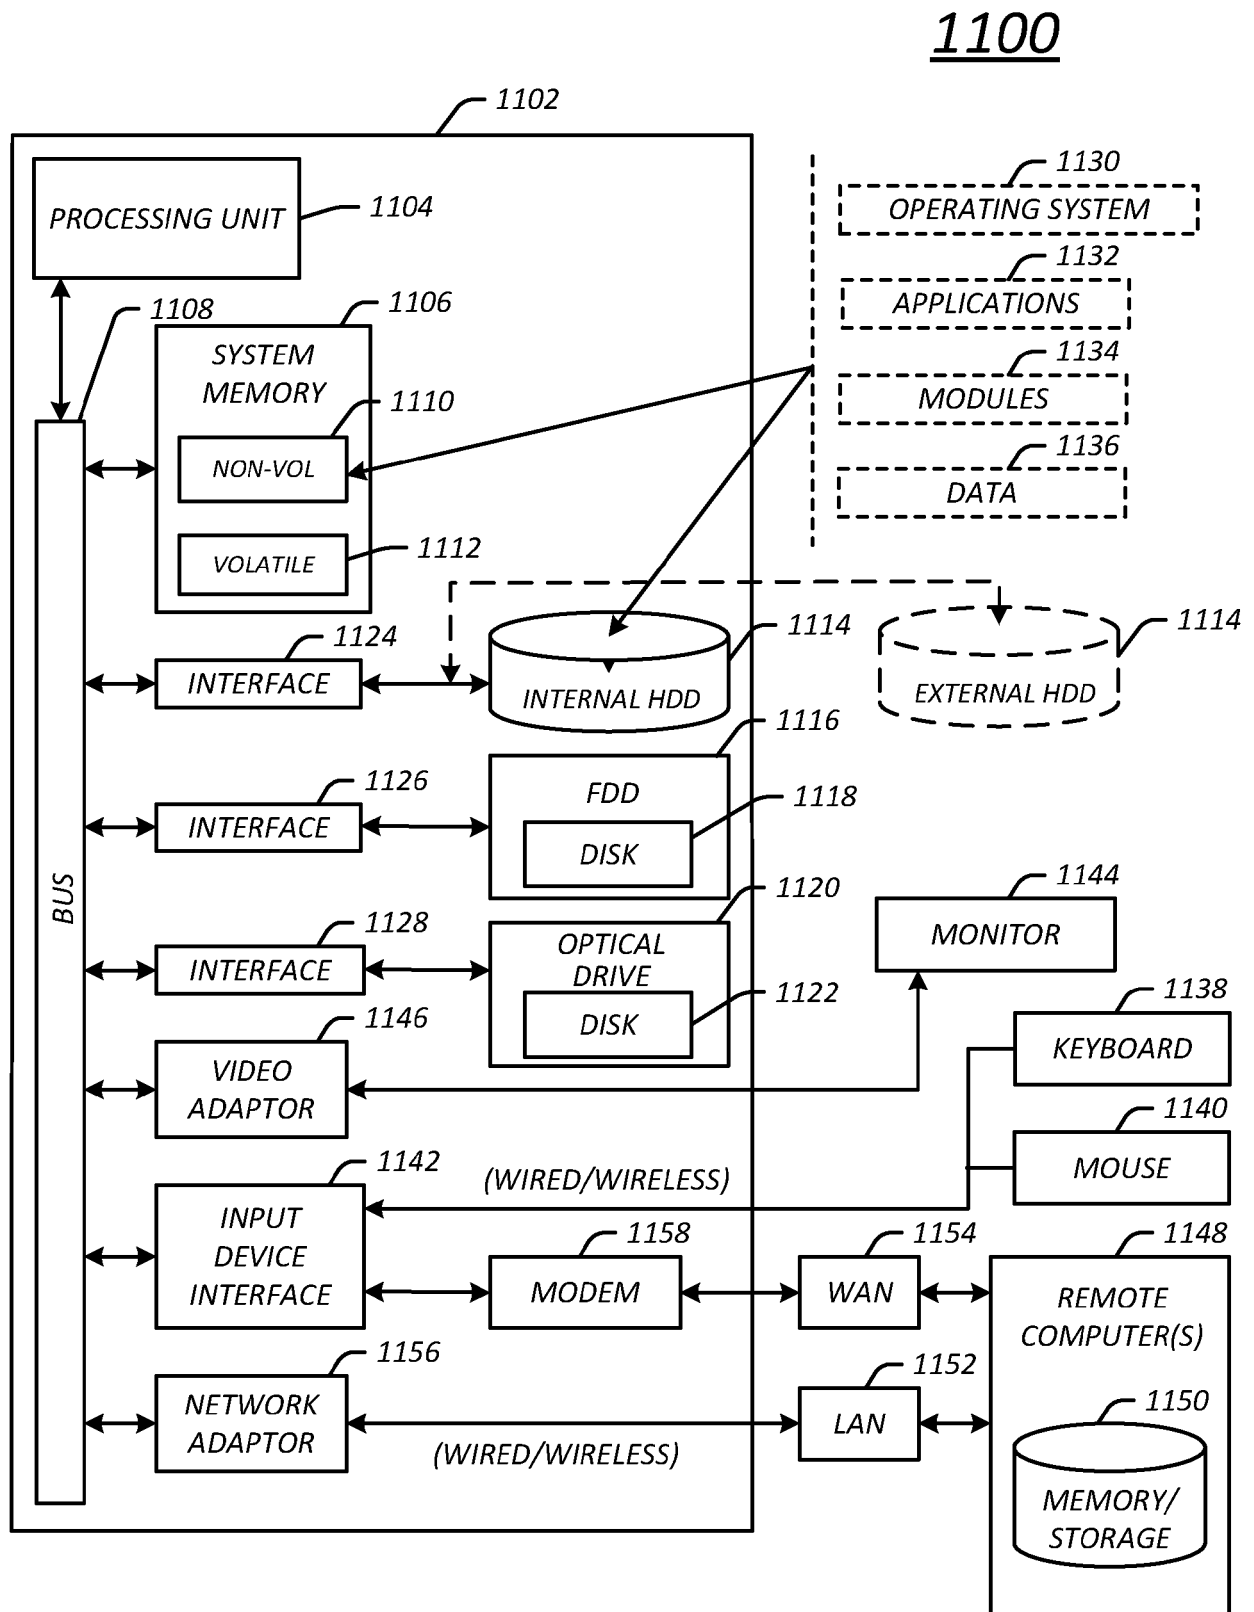 1100
1102
PROCESSING UNIT
1104
1108
1106
SYSTEM
MEMORY
1110
NON-VOL
VOLATILE
1112
1130
OPERATING SYSTEM
1132
APPLICATIONS
1134
MODULES
1136
DATA
1124
INTERFACE
1114
INTERNAL HDD
1114
EXTERNAL HDD
1116
1126
INTERFACE
FDD
1118
DISK
BUS
1120
1128
INTERFACE
OPTICAL
DRIVE
1122
DISK
1144
MONITOR
1146
VIDEO
ADAPTOR
1138
KEYBOARD
1140
MOUSE
1142
(WIRED/WIRELESS)
INPUT
DEVICE
INTERFACE
1158
MODEM
1154
WAN
1148
REMOTE
COMPUTER(S)
1156
NETWORK
ADAPTOR
(WIRED/WIRELESS)
1152
LAN
1150
MEMORY/
STORAGE